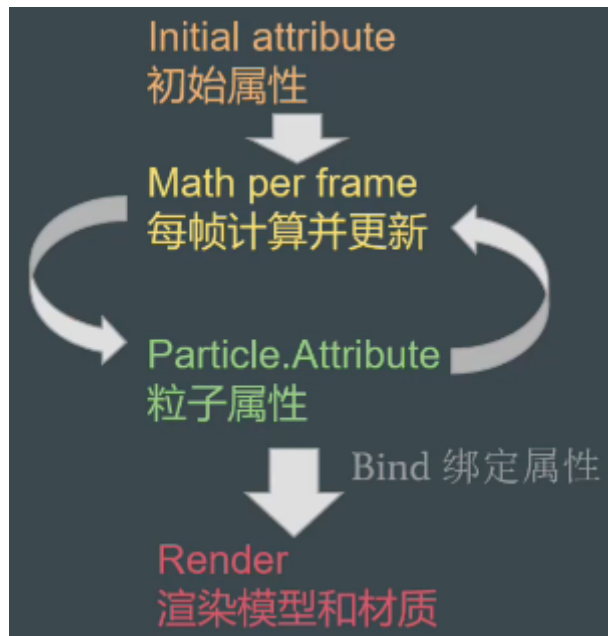 Initial attribute
初始属性
Math per frame
每帧计算并更新
Particle.Attribute
粒子属性
Bind 绑定属性
Render
渲染模型和材质